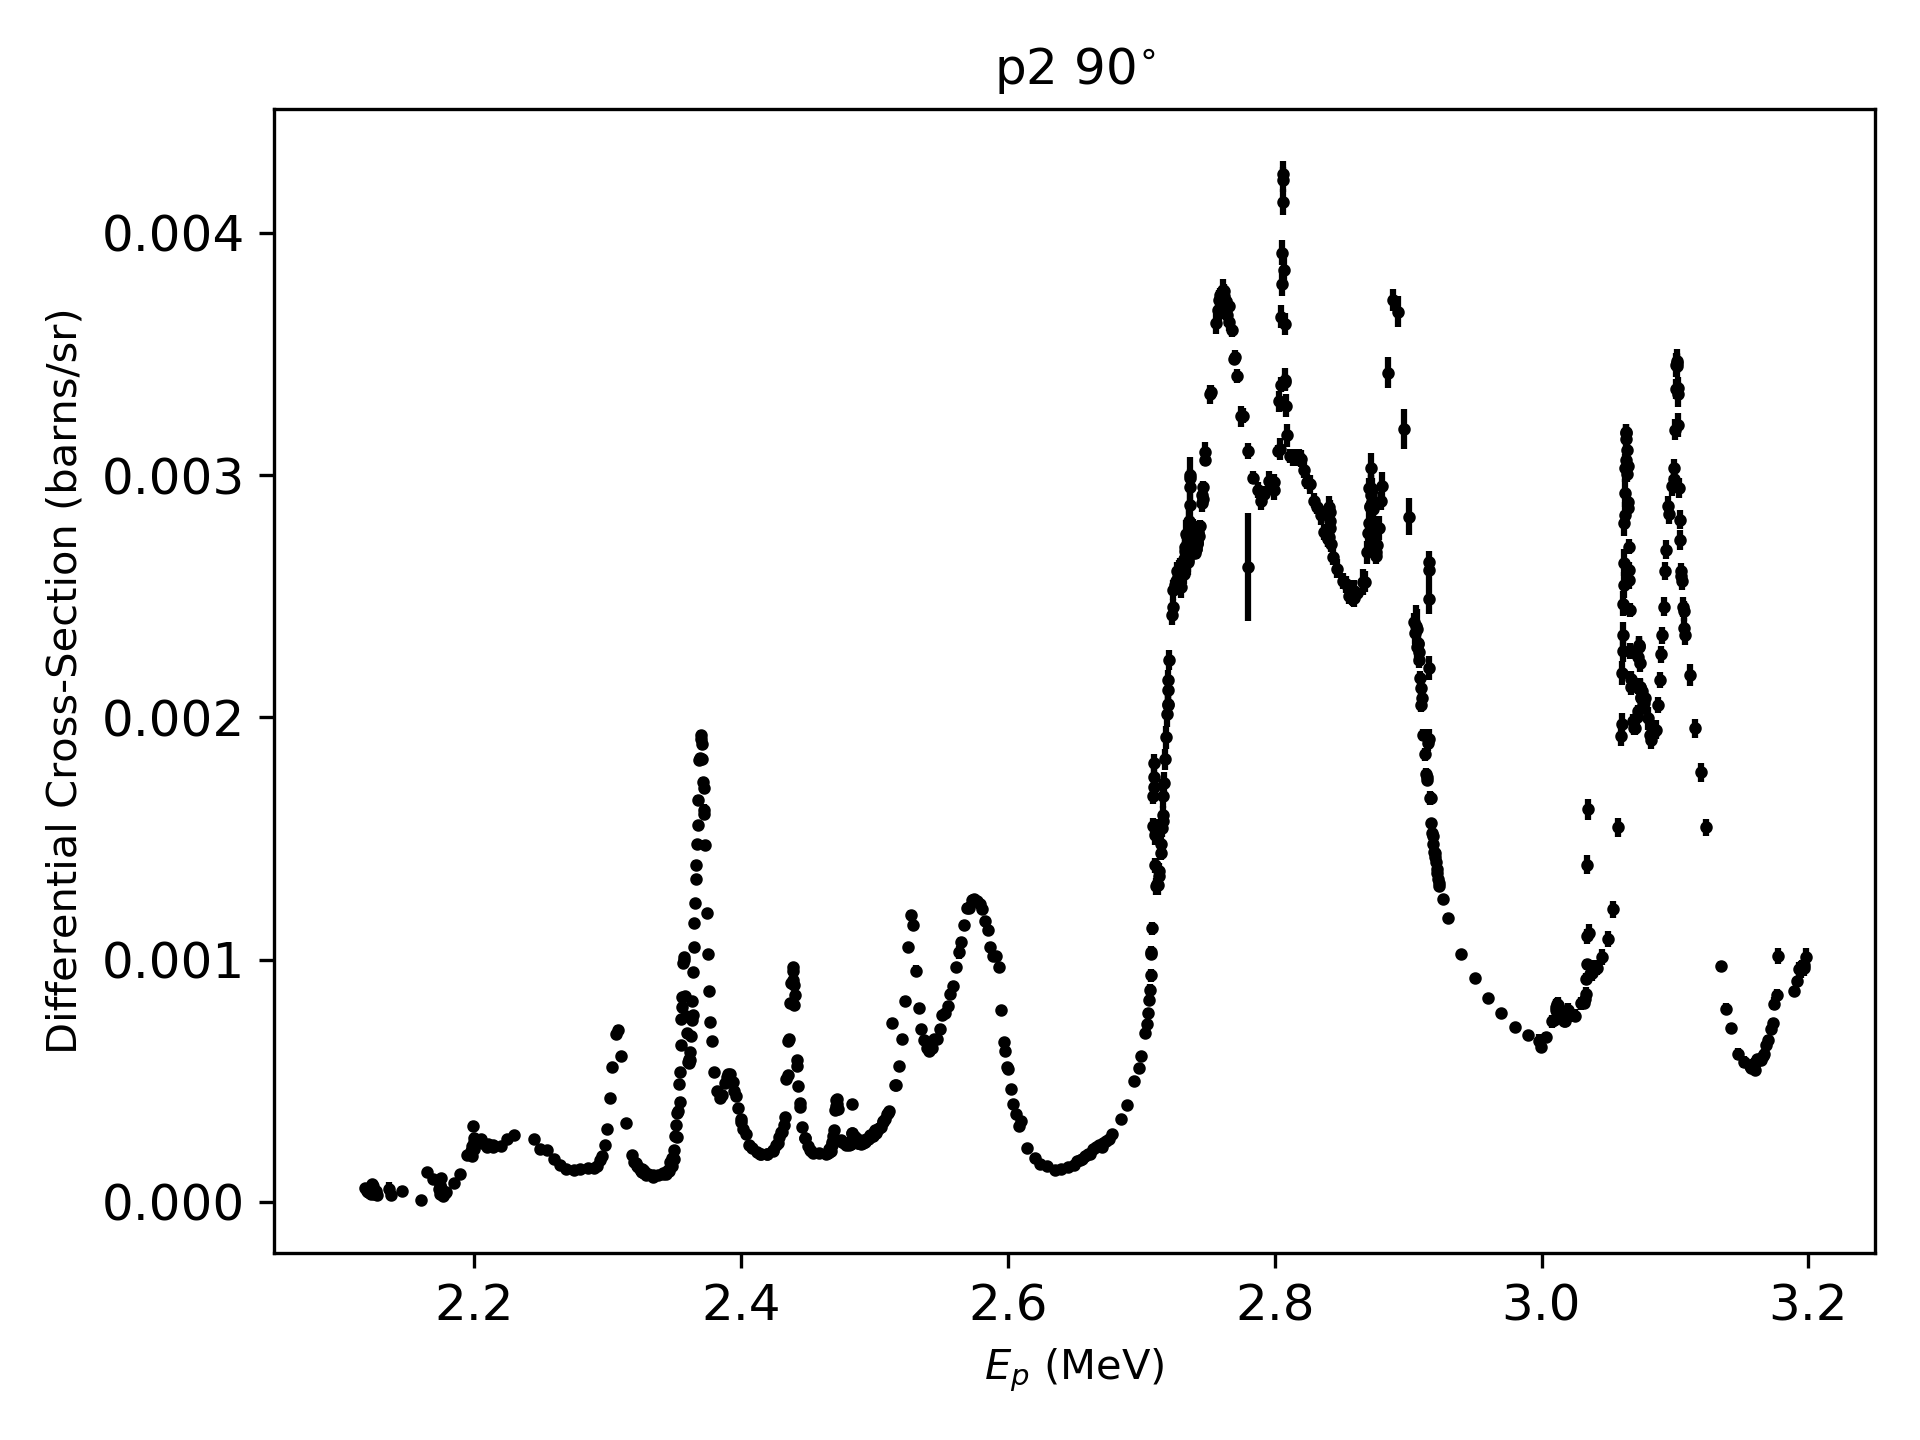 p2 90°
Differential Cross-Section (barns/sr)
0.004
0.003
0.002
0.001
0.000
2.2 2.4 2.6 2.8 3.0 3.2
Ep (MeV)